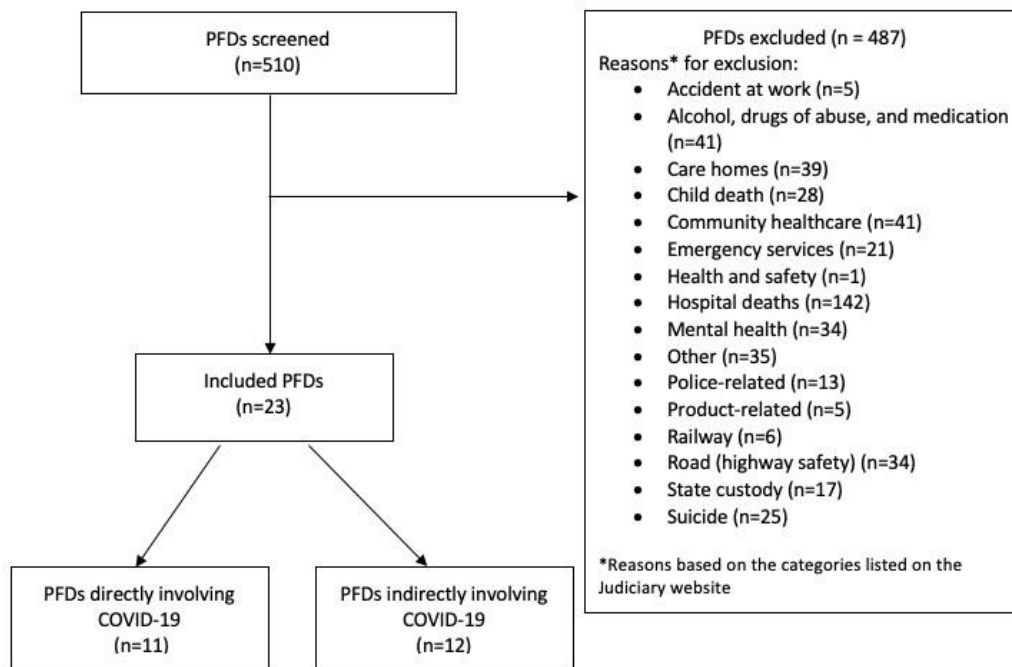 PFDs screened
(n=510)
PFDs excluded (n = 487)
Reasons* for exclusion:
• Accident at work (n=5)
• Alcohol, drugs of abuse, and medication
(n=41)
• Care homes (n=39)
• Child death (n=28)
• Community healthcare (n=41)
• Emergency services (n=21)
• Health and safety (n=1)
• Hospital deaths (n=142)
• Mental health (n=34)
• Other (n=35)
• Police-related (n=13)
• Product-related (n=5)
• Railway (n=6)
• Road (highway safety) (n=34)
• State custody (n=17)
• Suicide (n=25)
*Reasons based on the categories listed on the
Judiciary website
Included PFDs
(n=23)
PFDs directly involving
COVID-19
(n=11)
PFDs indirectly involving
COVID-19
(n=12)